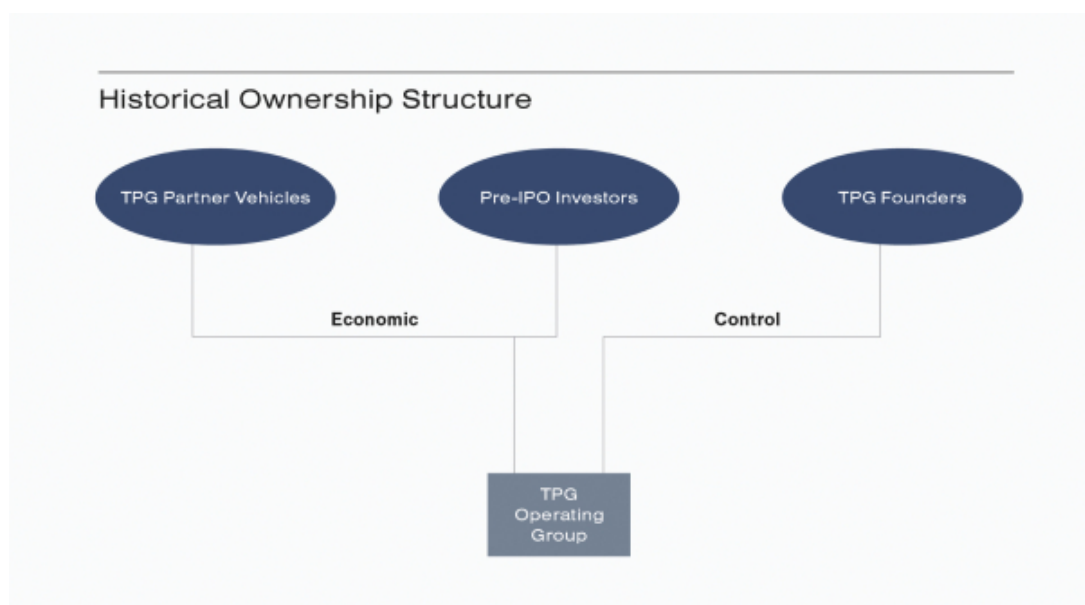 Historical Ownership Structure
TPG Partner Vehicles
Pre-IPO Investors
TPG Founders
Economic
Control
TPG
Operating
Group